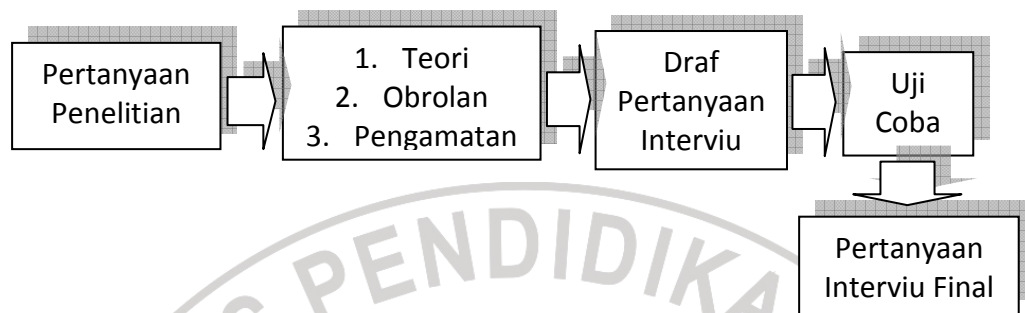 Pertanyaan
Penelitian
1. Teori
2. Obrolan
3. Pengamatan
Draf
Pertanyaan
Interviu
Uji
Coba
Pertanyaan
Interviu Final
PENDIDIKA